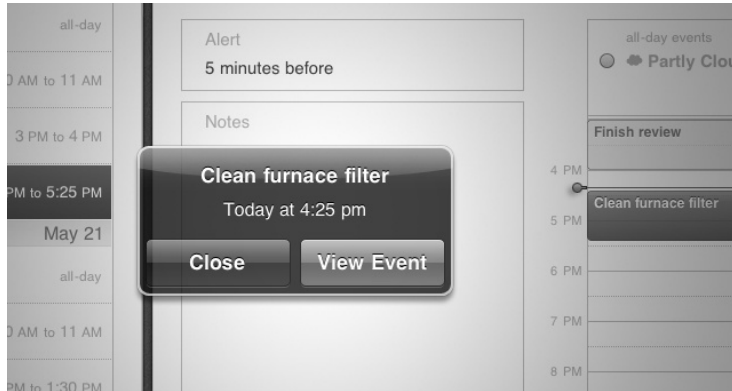 all-day
AM to 11 AM
3 PM to 4 PM
PM to 5:25 PM
May 21
all-day
AM to 11 AM
PM to 1:30 PM
Alert
5 minutes before
Notes
Clean furnace filter
Today at 4:25 pm
Close
View Event
all-day events
Partly Clou
Finish review
4 PM
Clean furnace filter
5 PM
6 PM
7 PM
8 PM